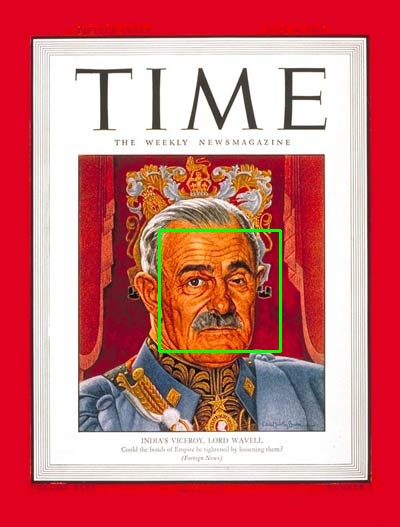 TIME
THE WEEKLY NEWSMAGAZINE
INDIA'S VICEROY, LORD WAVELL
Could the bonds of Empire be tightened by loosening them?
(Foreign News)